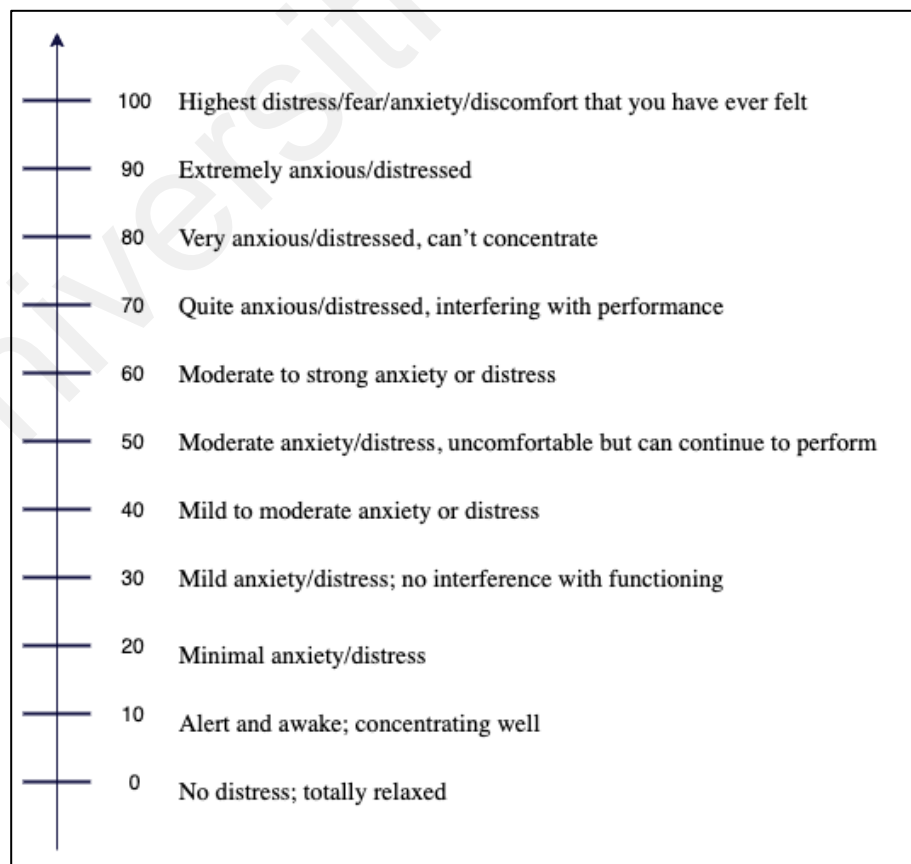 100 Highest distress/fear/anxiety/discomfort that you have ever felt
90 Extremely anxious/distressed
80 Very anxious/distressed, can't concentrate
70 Quite anxious/distressed, interfering with performance
60 Moderate to strong anxiety or distress
50 Moderate anxiety/distress, uncomfortable but can continue to perform
40 Mild to moderate anxiety or distress
30 Mild anxiety/distress; no interference with functioning
20 Minimal anxiety/distress
10 Alert and awake; concentrating well
0 No distress; totally relaxed